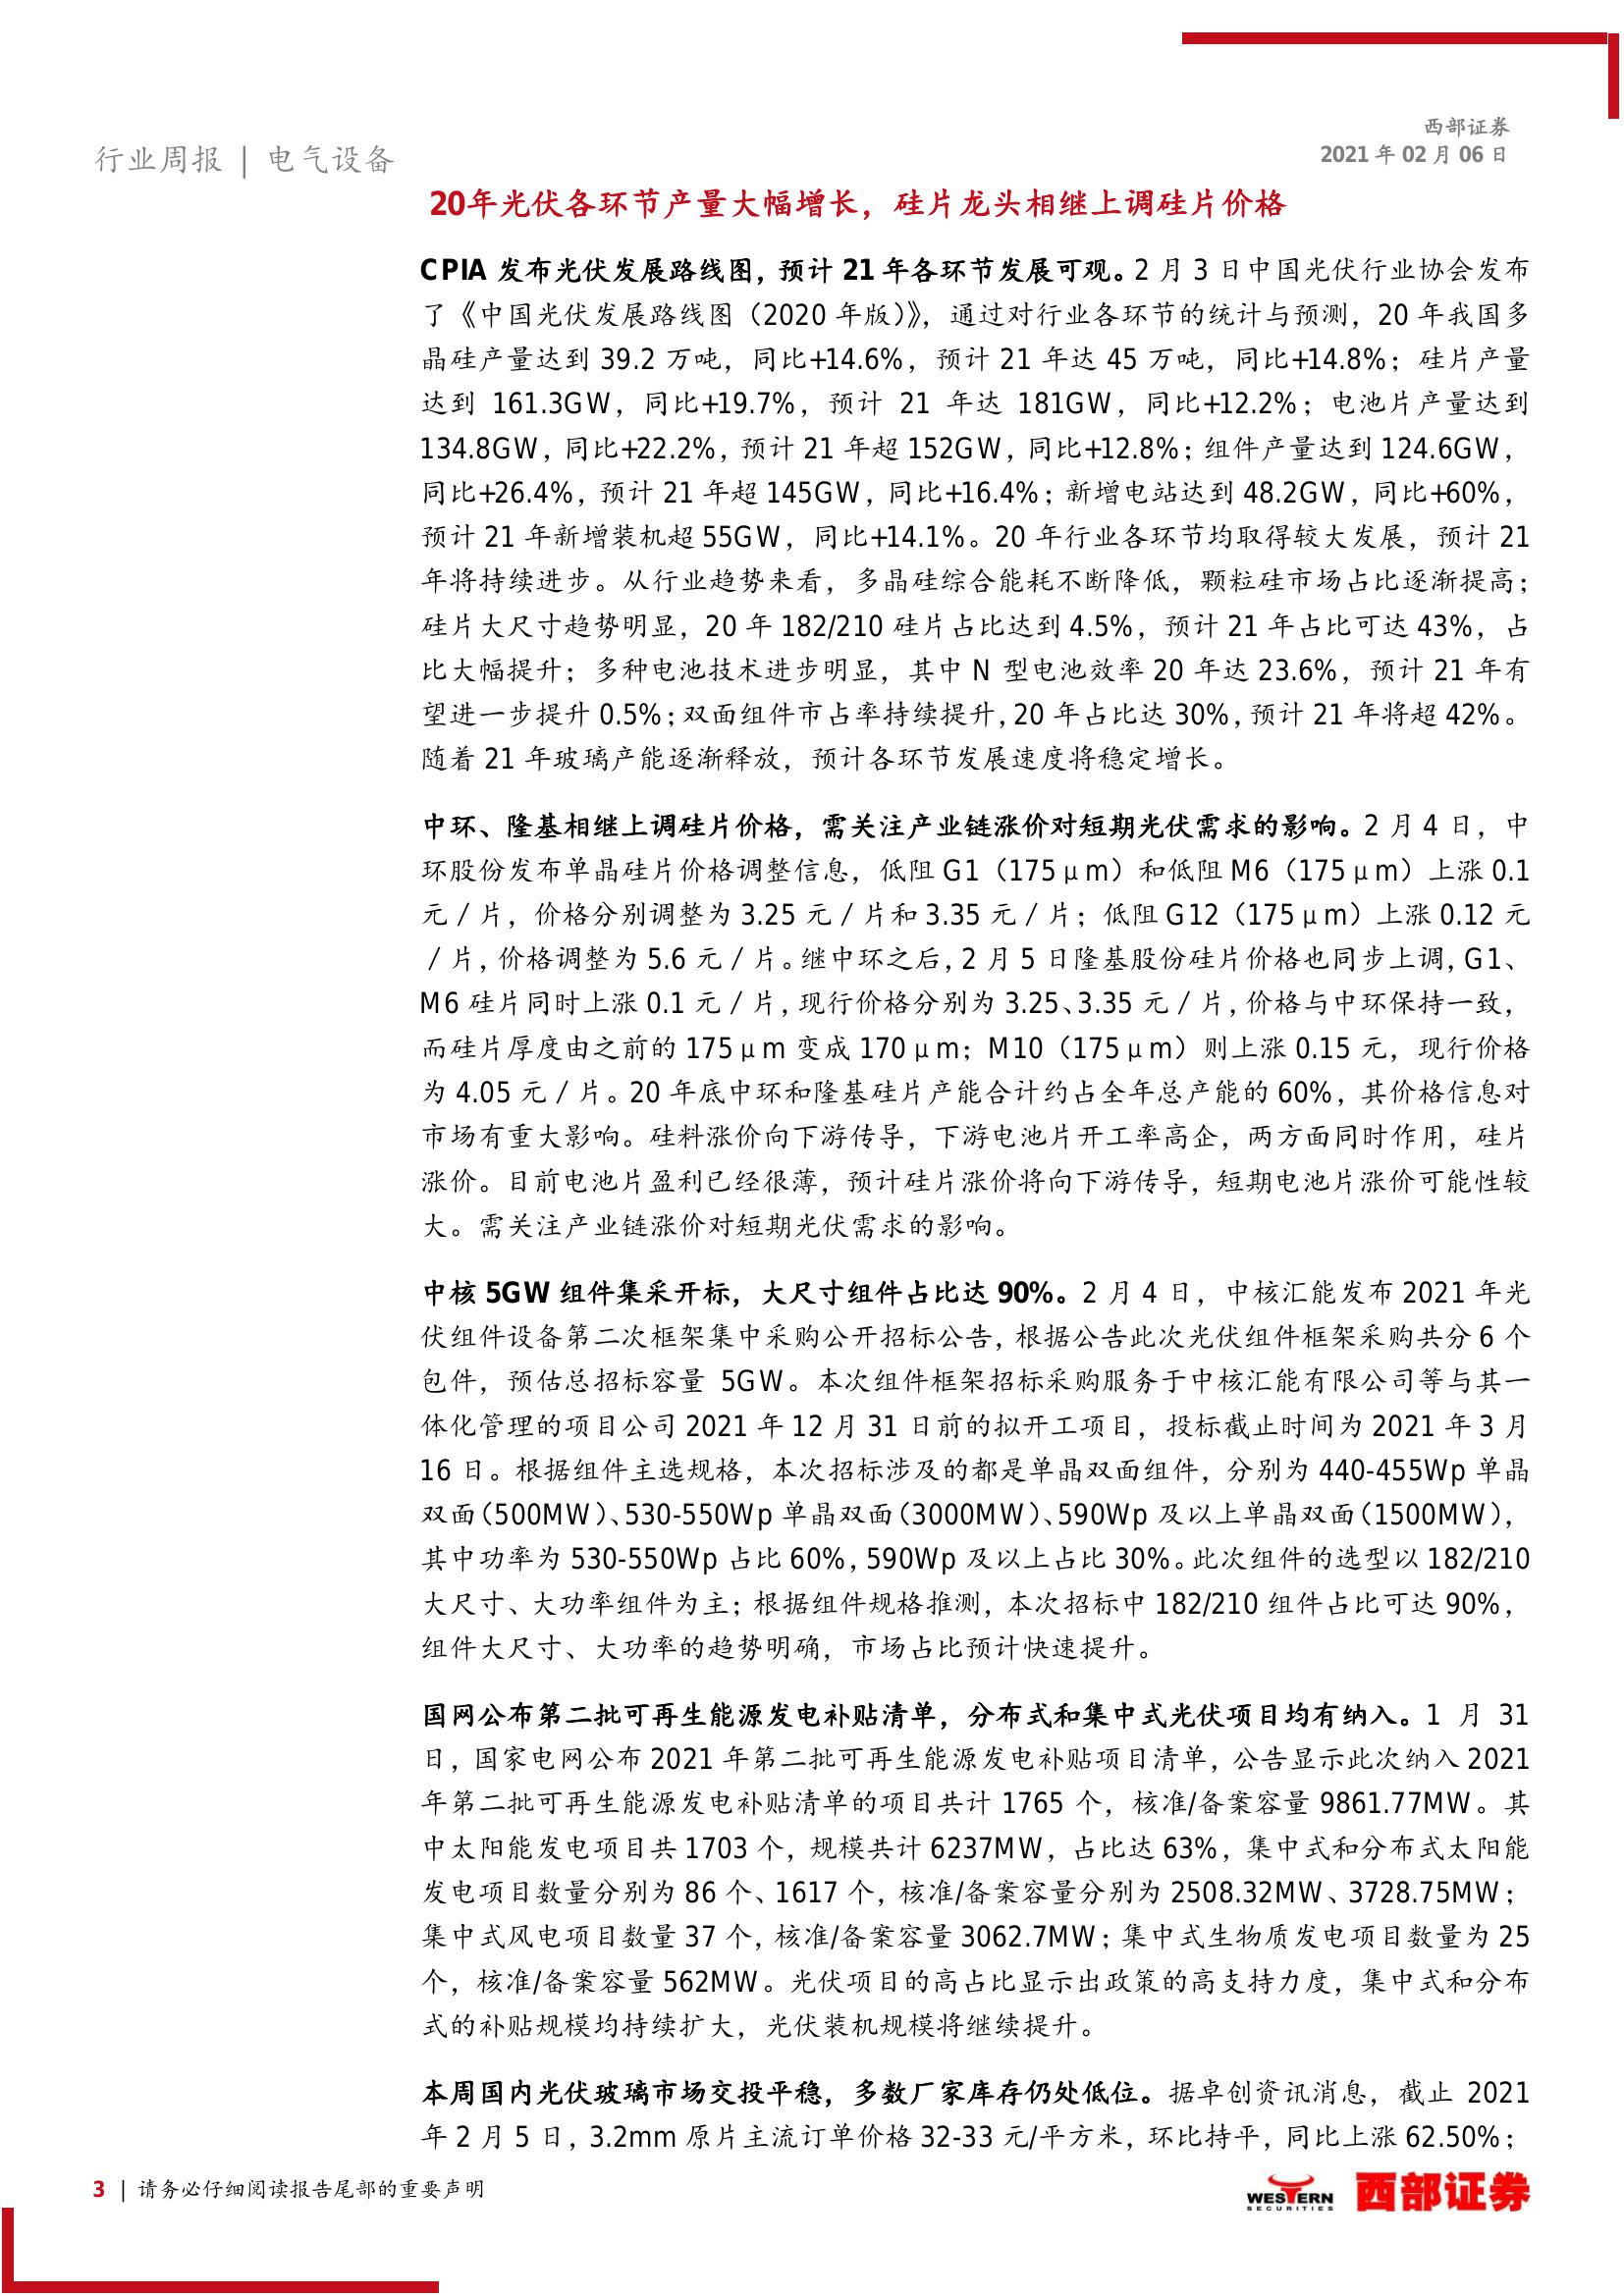 西部证券
2021 年 02 月 06 日
行业周报 | 电气设备
20年光伏各环节产量大幅增长，硅片龙头相继上调硅片价格
CPIA 发布光伏发展路线图，预计 21 年各环节发展可观。2 月 3 日中国光伏行业协会发布
了《中国光伏发展路线图（2020 年版）》，通过对行业各环节的统计与预测，20 年我国多
晶硅产量达到 39.2 万吨，同比+14.6%，预计 21 年达 45 万吨，同比+14.8%；硅片产量
达到 161.3GW，同比+19.7%，预计 21 年达 181GW，同比+12.2%；电池片产量达到
134.8GW，同比+22.2%，预计 21 年超 152GW，同比+12.8%；组件产量达到 124.6GW，
同比+26.4%，预计 21 年超 145GW，同比+16.4%；新增电站达到 48.2GW，同比+60%，
预计 21 年新增装机超 55GW，同比+14.1%。20 年行业各环节均取得较大发展，预计 21
年将持续进步。从行业趋势来看，多晶硅综合能耗不断降低，颗粒硅市场占比逐渐提高；
硅片大尺寸趋势明显，20 年 182/210 硅片占比达到 4.5%，预计 21 年占比可达 43%，占
比大幅提升；多种电池技术进步明显，其中 N 型电池效率 20 年达 23.6%，预计 21 年有
望进一步提升 0.5%；双面组件市占率持续提升，20 年占比达 30%，预计 21 年将超 42%。
随着 21 年玻璃产能逐渐释放，预计各环节发展速度将稳定增长。
中环、隆基相继上调硅片价格，需关注产业链涨价对短期光伏需求的影响。2 月 4 日，中
环股份发布单晶硅片价格调整信息，低阻 G1（175μm）和低阻 M6（175μm）上涨 0.1
元／片，价格分别调整为 3.25 元／片和 3.35 元／片；低阻 G12（175μm）上涨 0.12 元
／片，价格调整为 5.6 元／片。继中环之后，2 月 5 日隆基股份硅片价格也同步上调，G1、
M6 硅片同时上涨 0.1 元／片，现行价格分别为 3.25、3.35 元／片，价格与中环保持一致，
而硅片厚度由之前的 175μm 变成 170μm；M10（175μm）则上涨 0.15 元，现行价格
为 4.05 元／片。20 年底中环和隆基硅片产能合计约占全年总产能的 60%，其价格信息对
市场有重大影响。硅料涨价向下游传导，下游电池片开工率高企，两方面同时作用，硅片
涨价。目前电池片盈利已经很薄，预计硅片涨价将向下游传导，短期电池片涨价可能性较
大。需关注产业链涨价对短期光伏需求的影响。
中核 5GW 组件集采开标，大尺寸组件占比达 90%。2 月 4 日，中核汇能发布 2021 年光
伏组件设备第二次框架集中采购公开招标公告，根据公告此次光伏组件框架采购共分 6 个
包件，预估总招标容量 5GW。本次组件框架招标采购服务于中核汇能有限公司等与其一
体化管理的项目公司 2021 年 12 月 31 日前的拟开工项目，投标截止时间为 2021 年 3 月
16 日。根据组件主选规格，本次招标涉及的都是单晶双面组件，分别为 440-455Wp 单晶
双面（500MW）、530-550Wp 单晶双面（3000MW）、590Wp 及以上单晶双面（1500MW），
其中功率为 530-550Wp 占比 60%，590Wp 及以上占比 30%。此次组件的选型以 182/210
大尺寸、大功率组件为主；根据组件规格推测，本次招标中 182/210 组件占比可达 90%，
组件大尺寸、大功率的趋势明确，市场占比预计快速提升。
国网公布第二批可再生能源发电补贴清单，分布式和集中式光伏项目均有纳入。1 月 31
日，国家电网公布 2021 年第二批可再生能源发电补贴项目清单，公告显示此次纳入 2021
年第二批可再生能源发电补贴清单的项目共计 1765 个，核准/备案容量 9861.77MW。其
中太阳能发电项目共 1703 个，规模共计 6237MW，占比达 63%，集中式和分布式太阳能
发电项目数量分别为 86 个、1617 个，核准/备案容量分别为 2508.32MW、3728.75MW；
集中式风电项目数量 37 个，核准/备案容量 3062.7MW；集中式生物质发电项目数量为 25
个，核准/备案容量 562MW。光伏项目的高占比显示出政策的高支持力度，集中式和分布
式的补贴规模均持续扩大，光伏装机规模将继续提升。
本周国内光伏玻璃市场交投平稳，多数厂家库存仍处低位。据卓创资讯消息，截止 2021
年 2 月 5 日，3.2mm 原片主流订单价格 32-33 元/平方米，环比持平，同比上涨 62.50%；
3 | 请务必仔细阅读报告尾部的重要声明
WESTERN
SECURITIES
西部证券